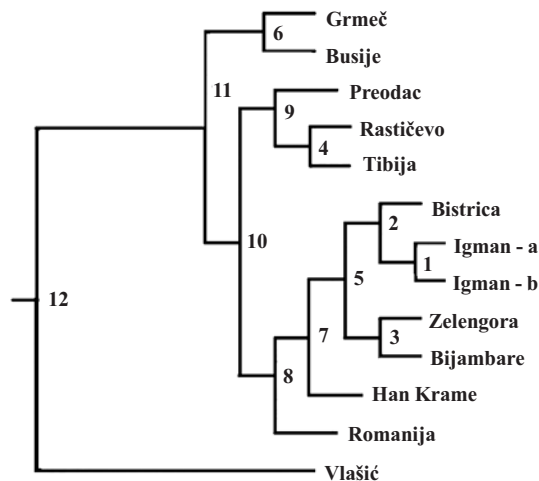 Grmeč
6
Busije
11
Preodac
9
Rastičevo
4
Tibija
Bistrica
2
Igman - a
10
1
5
Igman - b
12
Zelengora
7
3
Bijambare
8
Han Krame
Romanija
Vlašić